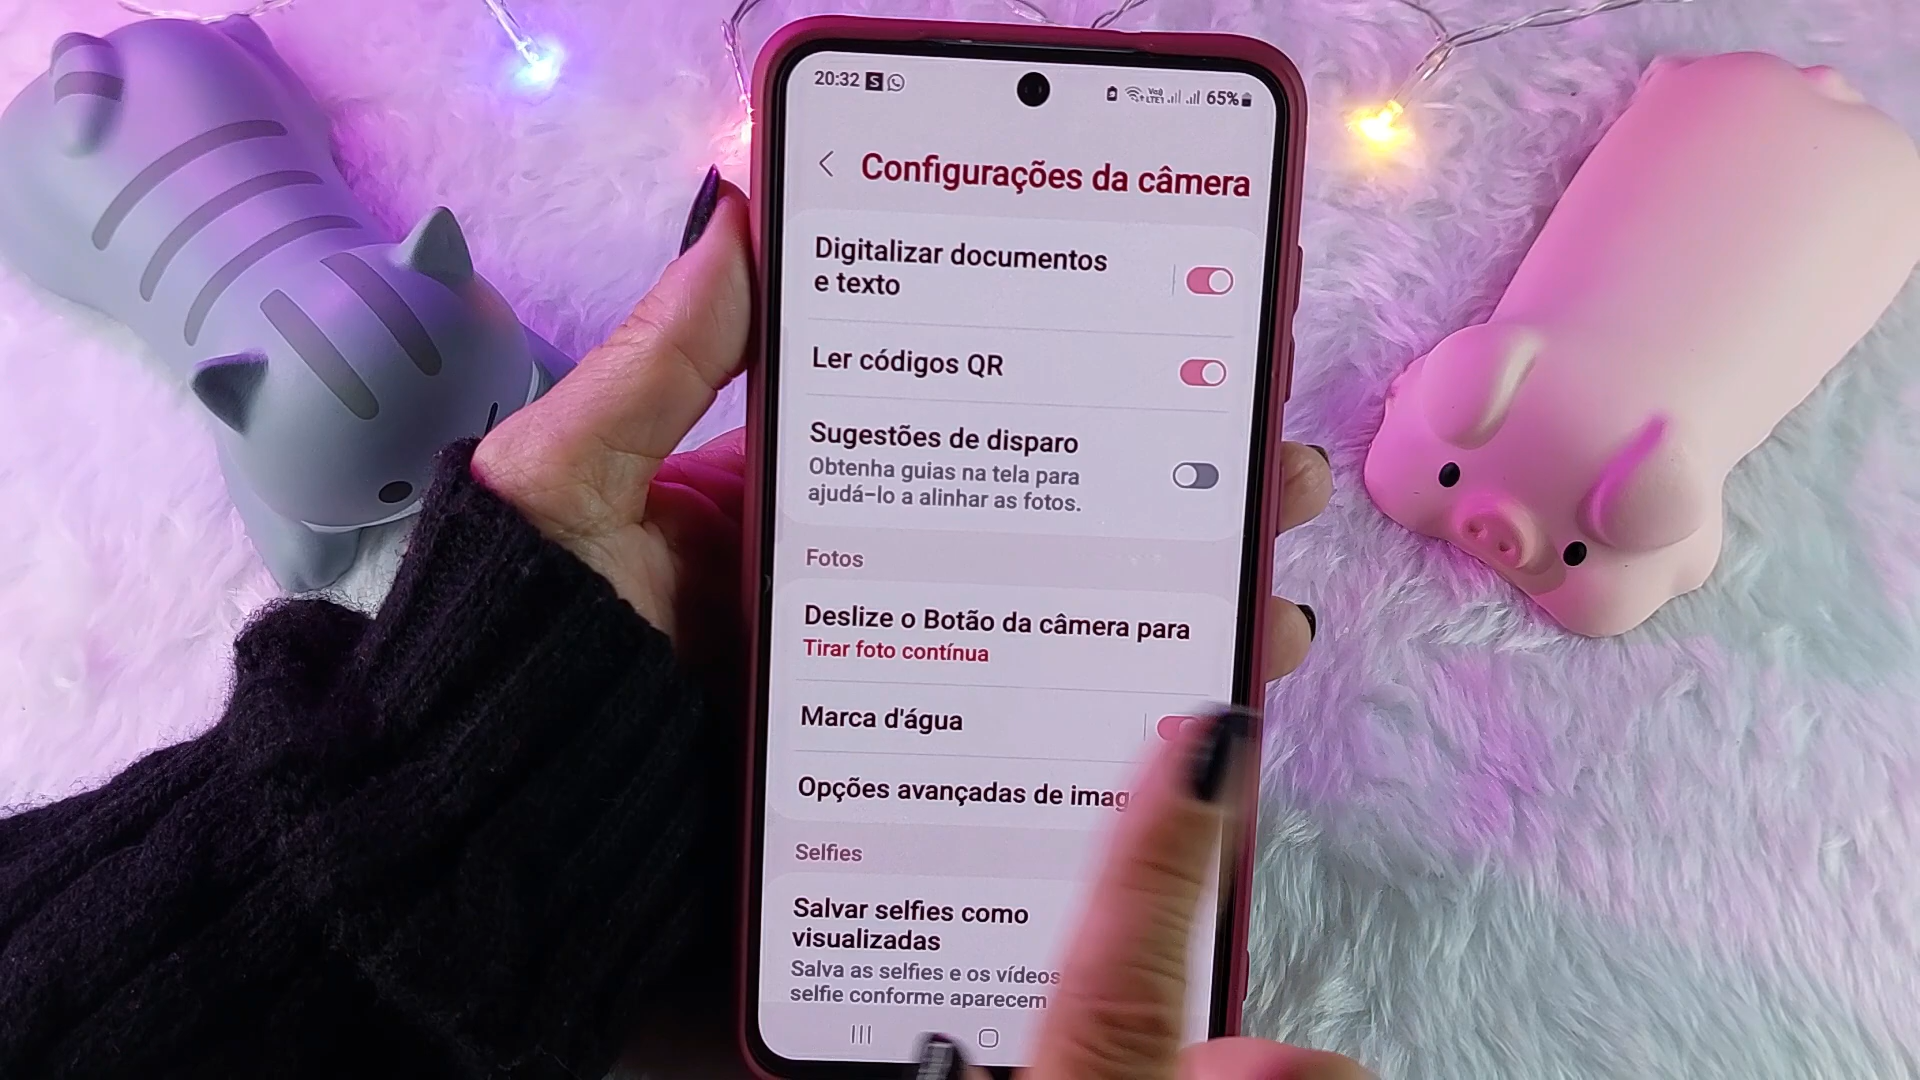 20:32 S
65%
Configurações da câmera
Digitalizar documentos
e texto
Ler códigos QR
Sugestões de disparo
Obtenha guias na tela para
ajudá-lo a alinhar as fotos.
Fotos
Deslize o Botão da câmera para
Tirar foto contínua
Marca d'água
Opções avançadas de imag
Selfies
Salvar selfies como
visualizadas
Salva as selfies e os vídeos
selfie conforme aparecem